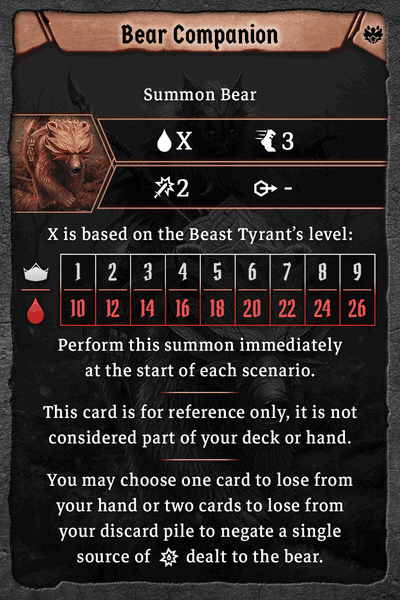 Bear Companion
Summon Bear
X 3
2 -
X is based on the Beast Tyrant's level:
1 2 3 4 5 6 7 8 9
10 12 14 16 18 20 22 24 26
Perform this summon immediately
at the start of each scenario.
This card is for reference only, it is not
considered part of your deck or hand.
You may choose one card to lose from
your hand or two cards to lose from
your discard pile to negate a single
source of dealt to the bear.